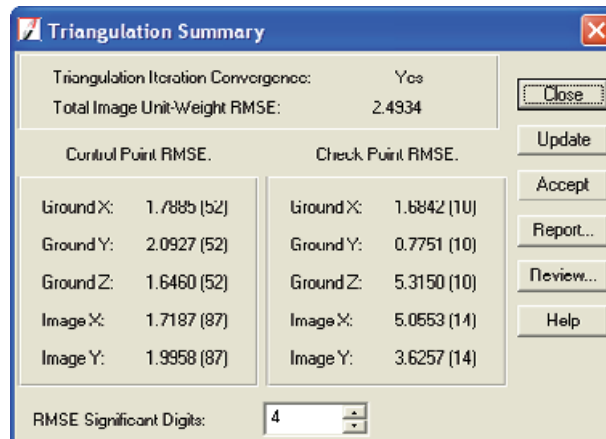 Triangulation Summary
Triangulation Iteration Convergence: Yes
Total Image Unit-Weight RMSE: 2.4934
Control Point RMSE. Check Point RMSE.
Ground X: 1.7885 (52) Ground X: 1.6842 (10)
Ground Y: 2.0927 (52) Ground Y: 0.7751 (10)
Ground Z: 1.6460 (52) Ground Z: 5.3150 (10)
Image X: 1.7187 (87) Image X: 5.0553 (14)
Image Y: 1.9958 (87) Image Y: 3.6257 (14)
RMSE Significant Digits: 4
Close
Update
Accept
Report...
Review...
Help